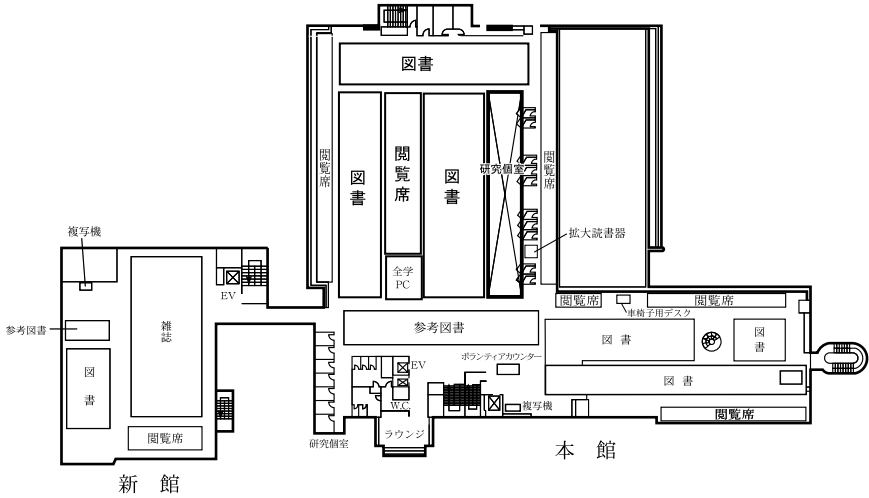 図書
閲覧席
図書
閲覧席
図書
研究個室
閲覧席
拡大読書器
全学
PC
複写機
EV
参考図書
雑誌
図書
閲覧席
新 館
参考図書
閲覧席
車椅子用デスク
閲覧席
図 書
図書
ボランティアカウンター
EV
図 書
W.C.
複写機
閲覧席
ラウンジ
研究個室
本 館